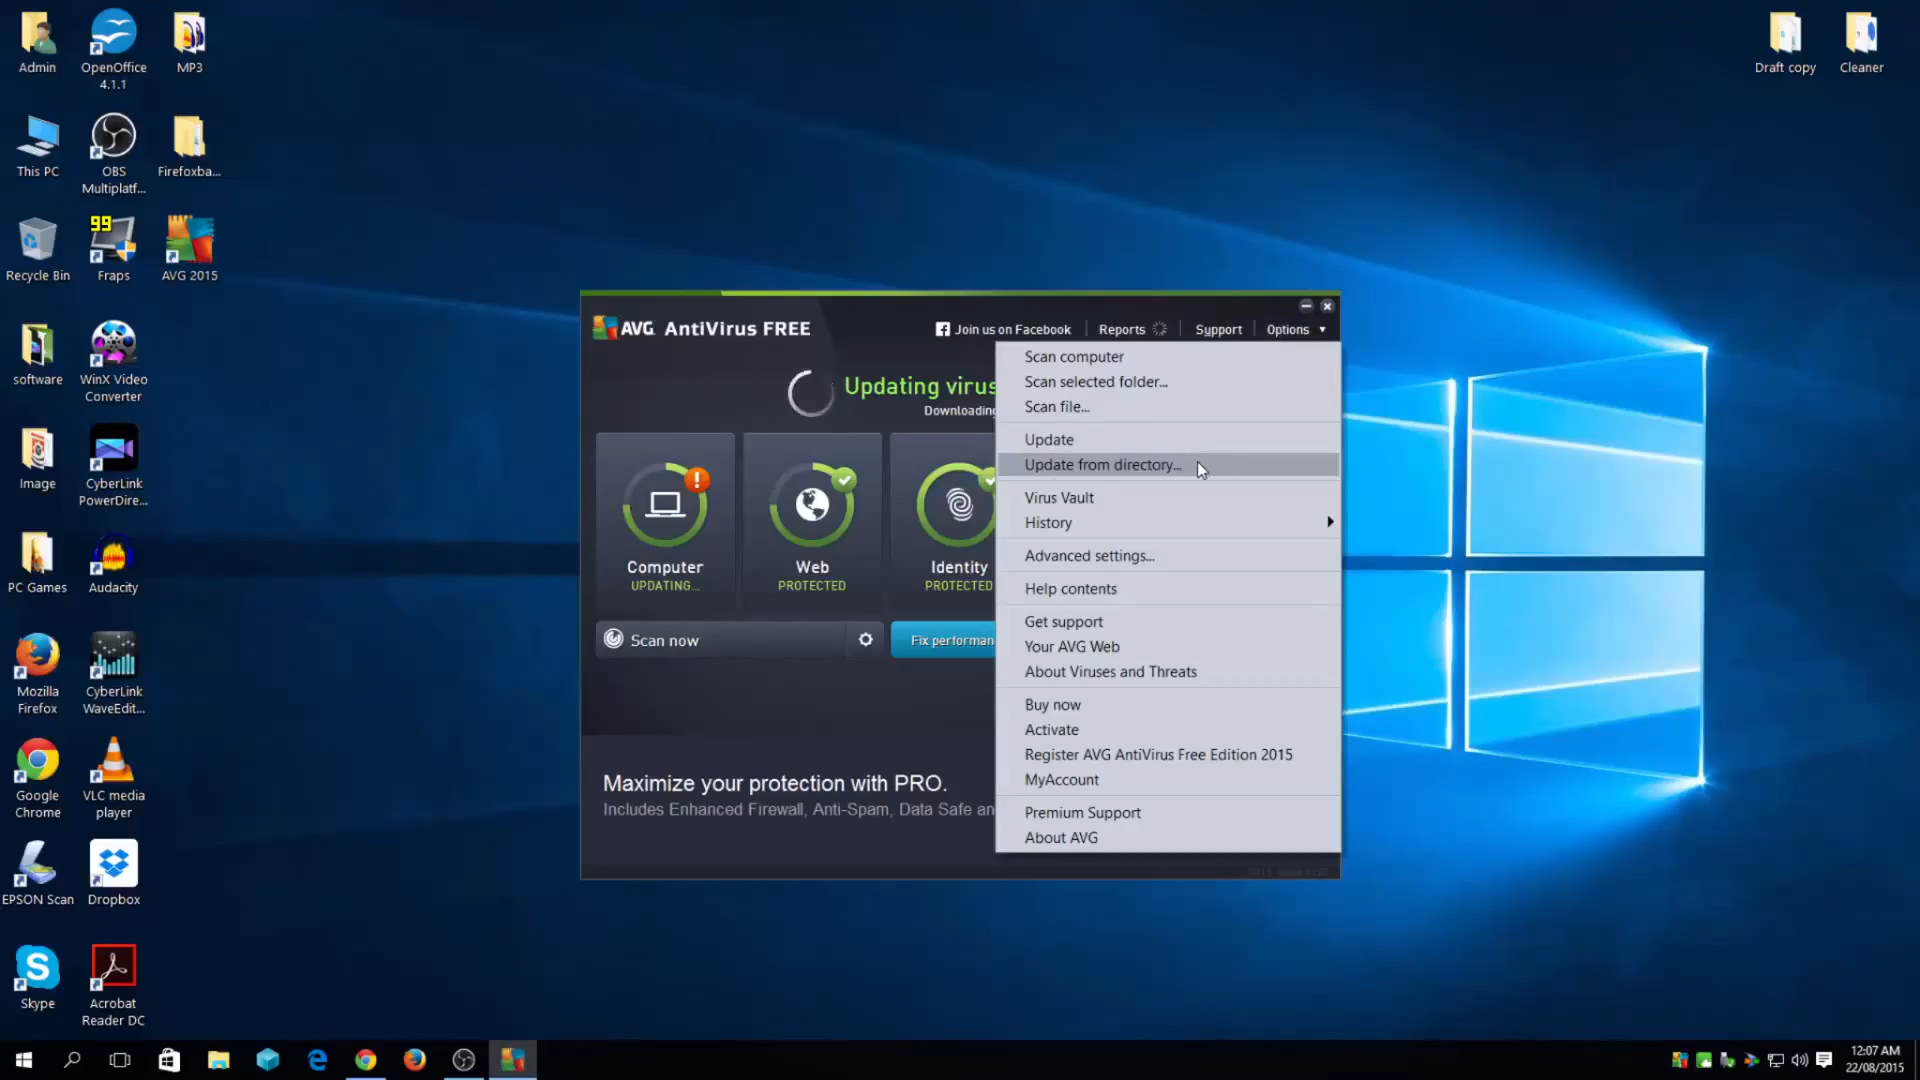 Admin
OpenOffice
4.1.1
MP3
Draft copy
Cleaner
This PC
OBS
Multiplatf...
Firefoxba...
99
Recycle Bin
Fraps
AVG 2015
software
WinX Video
Converter
Image
CyberLink
PowerDire...
PC Games
Audacity
Mozilla
Firefox
CyberLink
WaveEdit...
Google
Chrome
VLC media
player
EPSON Scan
Dropbox
Skype
Acrobat
Reader DC
AVG. AntiVirus FREE
Join us on Facebook
Reports
Support
Options
Updating virus
Downloading
Computer
UPDATING...
Web
PROTECTED
Identity
PROTECTED
Scan now
Fix performan
Maximize your protection with PRO.
Includes Enhanced Firewall, Anti-Spam, Data Safe an
Scan computer
Scan selected folder...
Scan file...
Update
Update from directory...
Virus Vault
History
Advanced settings...
Help contents
Get support
Your AVG Web
About Viruses and Threats
Buy now
Activate
Register AVG AntiVirus Free Edition 2015
MyAccount
Premium Support
About AVG
12:07 AM
22/08/2015